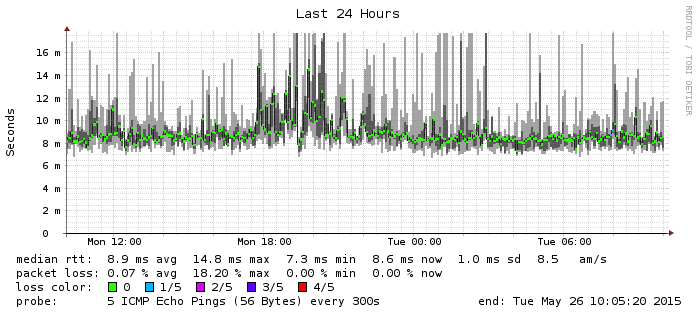 Last 24 Hours
RRDTOOL / TOBI OETIKER
Seconds
16 m
14 m
12 m
10 m
8 m
6 m
4 m
2 m
0
Mon 12:00 Mon 18:00 Tue 00:00 Tue 06:00
median rtt: 8.9 ms avg 14.8 ms max 7.3 ms min 8.6 ms now 1.0 ms sd 8.5 am/s
packet loss: 0.07 % avg 18.20 % max 0.00 % min 0.00 % now
loss color: 0 1/5 2/5 3/5 4/5
probe: 5 ICMP Echo Pings (56 Bytes) every 300s end: Tue May 26 10:05:20 2015